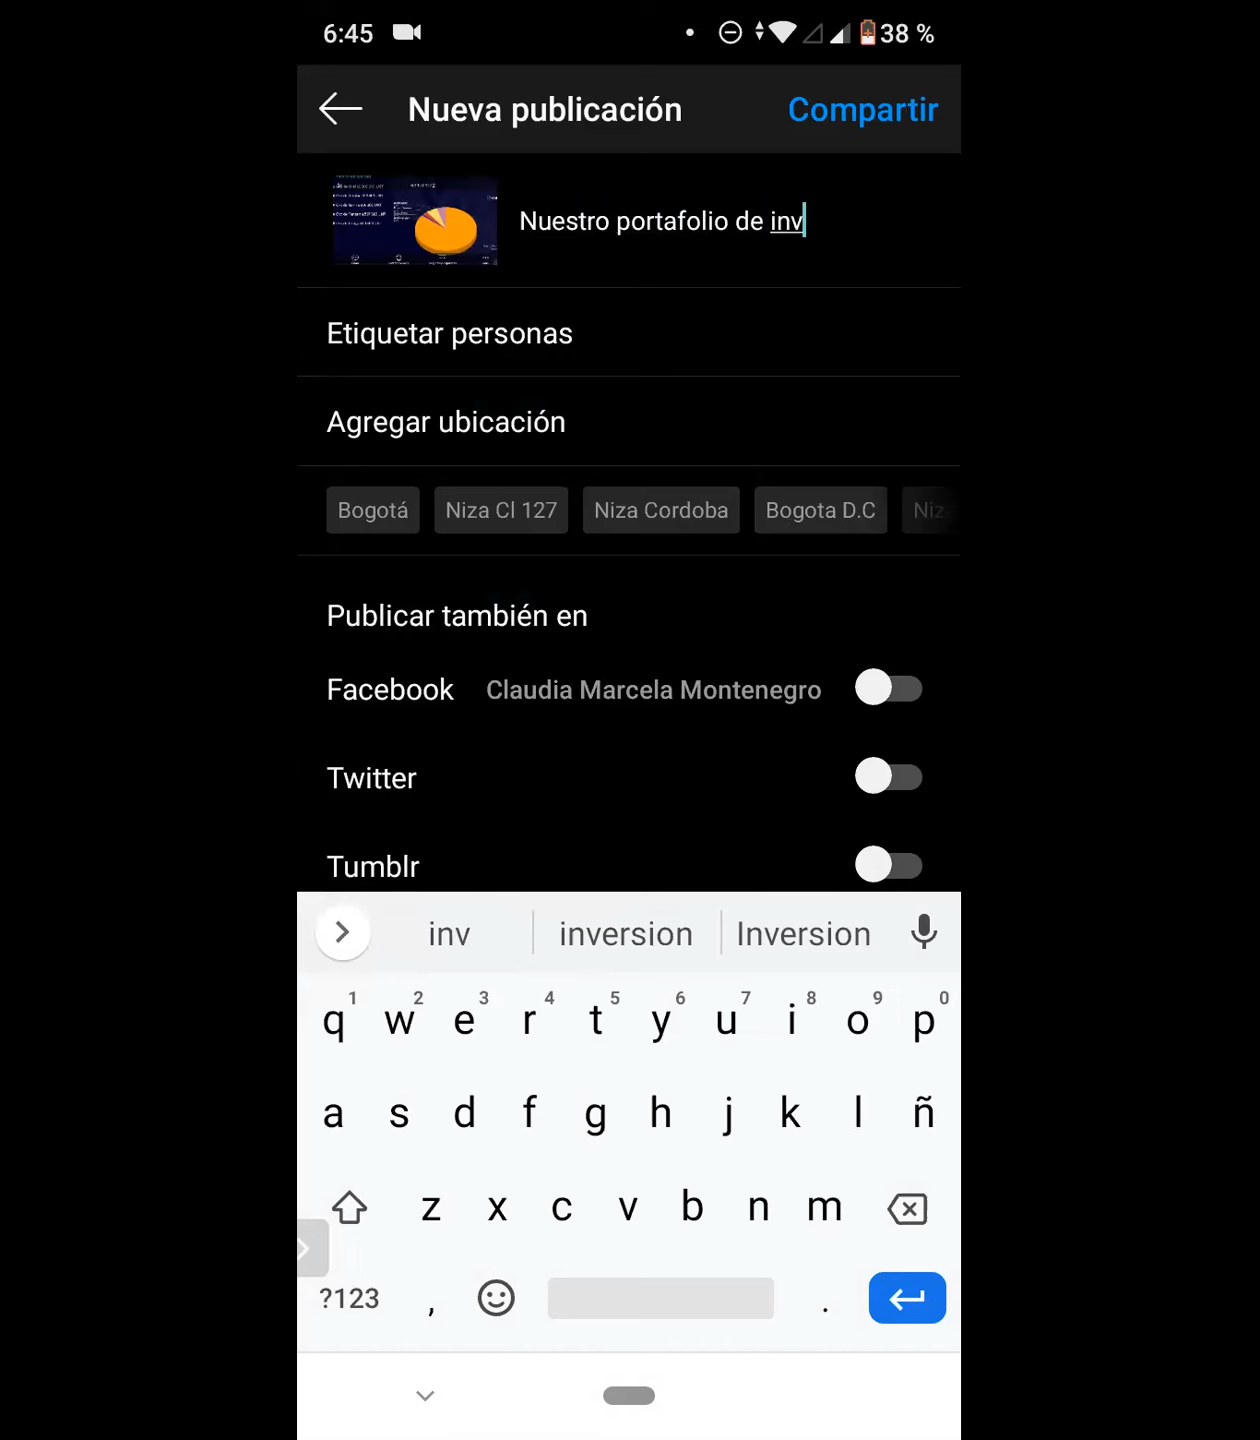 6:45
38 %
Nueva publicación
Compartir
Nuestro portafolio de inv
Etiquetar personas
Agregar ubicación
Bogotá Niza Cl 127 Niza Cordoba Bogota D.C Niz
Publicar también en
Facebook Claudia Marcela Montenegro
Twitter
Tumblr
inv inversion Inversion
1 2 3 4 5 6 7 8 9 0
q w e r t y u i o p
a s d f g h j k l ñ
z x c v b n m
?123 , .